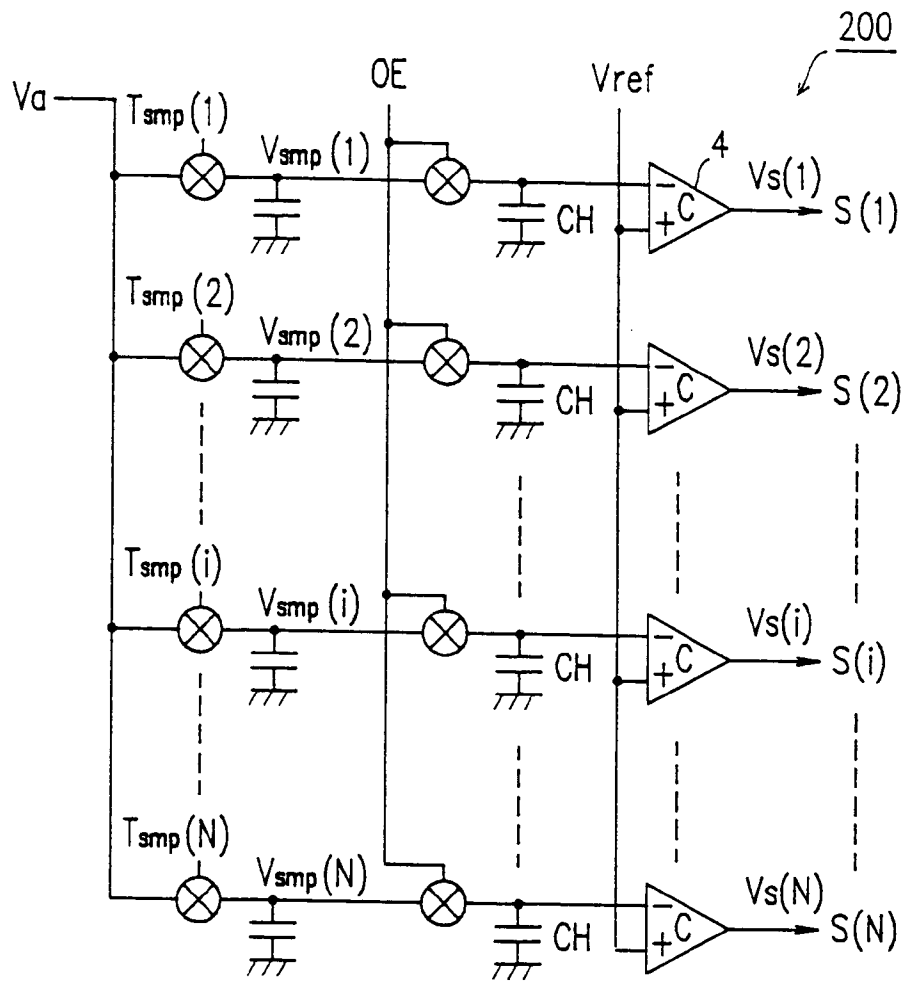 200
Va
OE
Vref
Tsmp(1)
Vsmp(1)
CH
4
−
C
+
Vs(1)
S(1)
Tsmp(2)
Vsmp(2)
CH
−
C
+
Vs(2)
S(2)
Tsmp(i)
Vsmp(i)
CH
−
C
+
Vs(i)
S(i)
Tsmp(N)
Vsmp(N)
CH
−
C
+
Vs(N)
S(N)